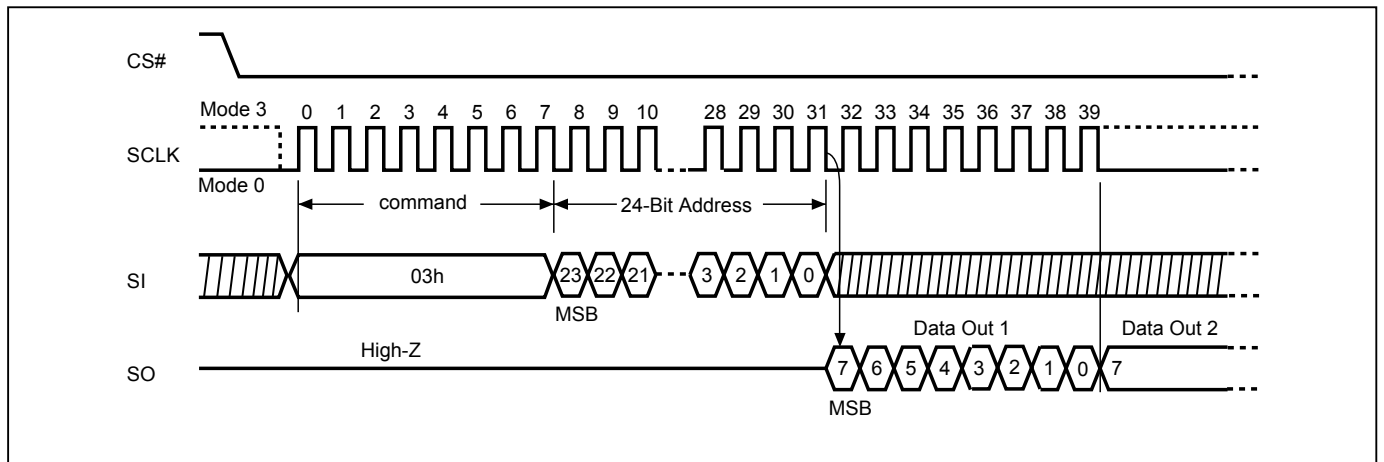 CS#
Mode 3
0 1 2 3 4 5 6 7 8 9 10 28 29 30 31 32 33 34 35 36 37 38 39
SCLK
Mode 0
command 24-Bit Address
SI 03h 23 22 21 3 2 1 0
MSB
Data Out 1 Data Out 2
High-Z
SO 7 6 5 4 3 2 1 0 7
MSB